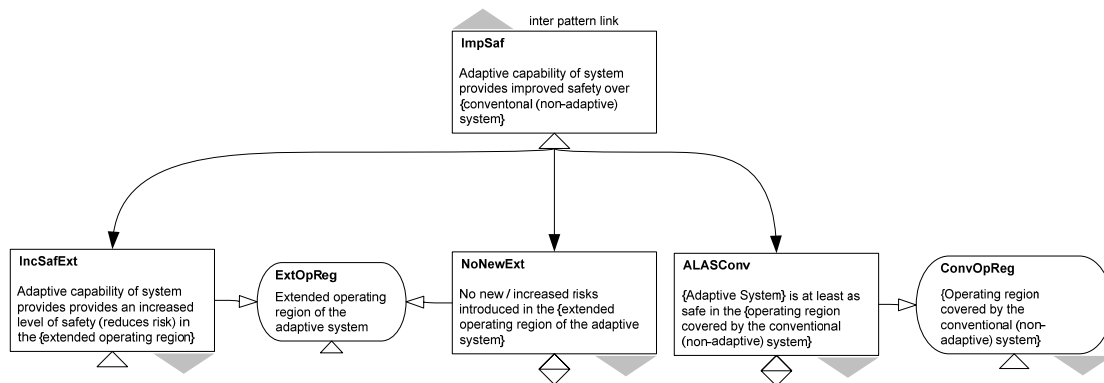 inter pattern link
ImpSaf
Adaptive capability of system
provides improved safety over
{conventonal (non-adaptive)
system}
IncSafExt
Adaptive capability of system
provides provides an increased
level of safety (reduces risk) in
the {extended operating region}
ExtOpReg
Extended operating
region of the
adaptive system
NoNewExt
No new / increased risks
introduced in the {extended
operating region of the adaptive
system}
ALASConv
{Adaptive System} is at least as
safe in the {operating region
covered by the conventional
(non-adaptive) system}
ConvOpReg
{Operating region
covered by the
conventional (non-
adaptive) system}